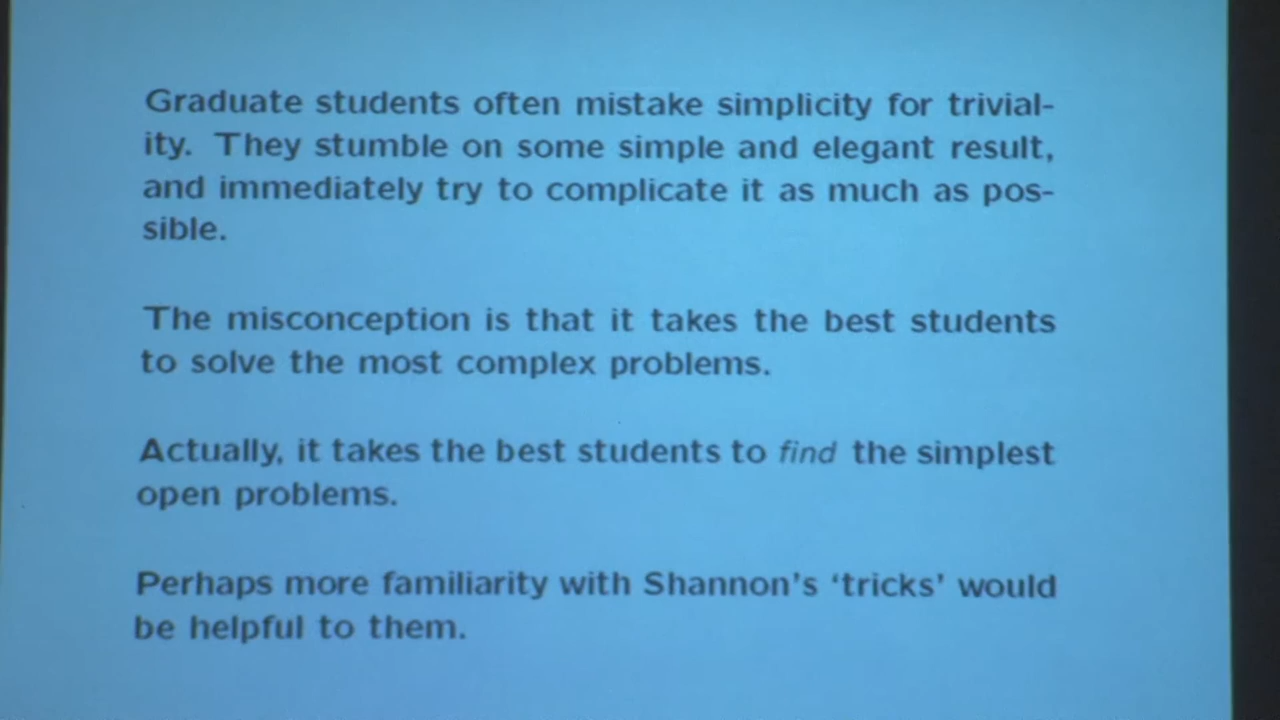 Graduate students often mistake simplicity for trivial-
ity. They stumble on some simple and elegant result,
and immediately try to complicate it as much as pos-
sible.
The misconception is that it takes the best students
to solve the most complex problems.
Actually, it takes the best students to find the simplest
open problems.
Perhaps more familiarity with Shannon's ‘tricks’ would
be helpful to them.